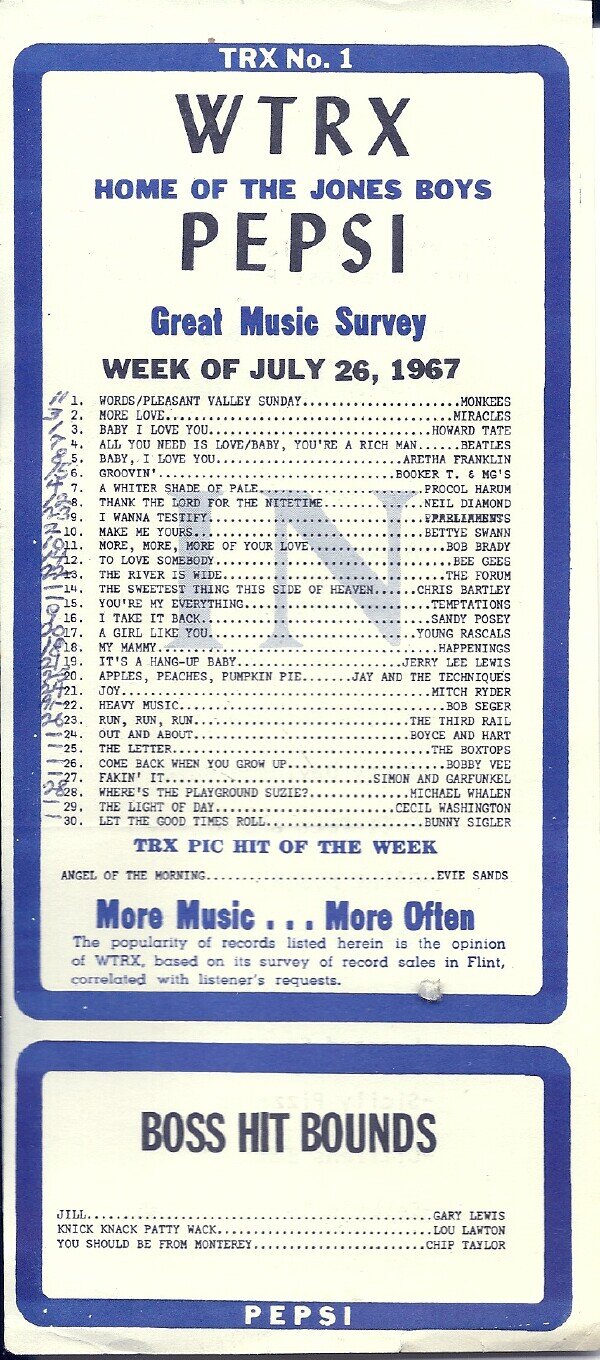 TRX No. 1
WTRX
HOME OF THE JONES BOYS
PEPSI
Great Music Survey
WEEK OF JULY 26, 1967
1. WORDS/PLEASANT VALLEY SUNDAY.....................MONKEES
2. MORE LOVE......................................MIRACLES
3. BABY I LOVE YOU..............................HOWARD TATE
4. ALL YOU NEED IS LOVE/BABY, YOU'RE A RICH MAN......BEATLES
5. BABY, I LOVE YOU.........................ARETHA FRANKLIN
6. GROOVIN'................................BOOKER T. & MG'S
7. A WHITER SHADE OF PALE......................PROCOL HARUM
8. THANK THE LORD FOR THE NITETIME.............NEIL DIAMOND
9. I WANNA TESTIFY.............................PARLIAMENTS
10. MAKE ME YOURS...............................BETTYE SWANN
11. MORE, MORE, MORE OF YOUR LOVE..................BOB BRADY
12. TO LOVE SOMEBODY................................BEE GEES
13. THE RIVER IS WIDE..............................THE FORUM
14. THE SWEETEST THING THIS SIDE OF HEAVEN.....CHRIS BARTLEY
15. YOU'RE MY EVERYTHING.........................TEMPTATIONS
16. I TAKE IT BACK...............................SANDY POSEY
17. A GIRL LIKE YOU............................YOUNG RASCALS
18. MY MAMMY......................................HAPPENINGS
19. IT'S A HANG-UP BABY......................JERRY LEE LEWIS
20. APPLES, PEACHES, PUMPKIN PIE......JAY AND THE TECHNIQUES
21. JOY..........................................MITCH RYDER
22. HEAVY MUSIC....................................BOB SEGER
23. RUN, RUN, RUN.............................THE THIRD RAIL
24. OUT AND ABOUT.............................BOYCE AND HART
25. THE LETTER...................................THE BOXTOPS
26. COME BACK WHEN YOU GROW UP.....................BOBBY VEE
27. FAKIN' IT............................SIMON AND GARFUNKEL
28. WHERE'S THE PLAYGROUND SUZIE?.............MICHAEL WHALEN
29. THE LIGHT OF DAY........................CECIL WASHINGTON
30. LET THE GOOD TIMES ROLL.....................BUNNY SIGLER
IN
TRX PIC HIT OF THE WEEK
ANGEL OF THE MORNING...............................EVIE SANDS
More Music . . . More Often
The popularity of records listed herein is the opinion
of WTRX, based on its survey of record sales in Flint,
correlated with listener's requests.
BOSS HIT BOUNDS
JILL..............................................GARY LEWIS
KNICK KNACK PATTY WACK.............................LOU LAWTON
YOU SHOULD BE FROM MONTEREY.......................CHIP TAYLOR
PEPSI